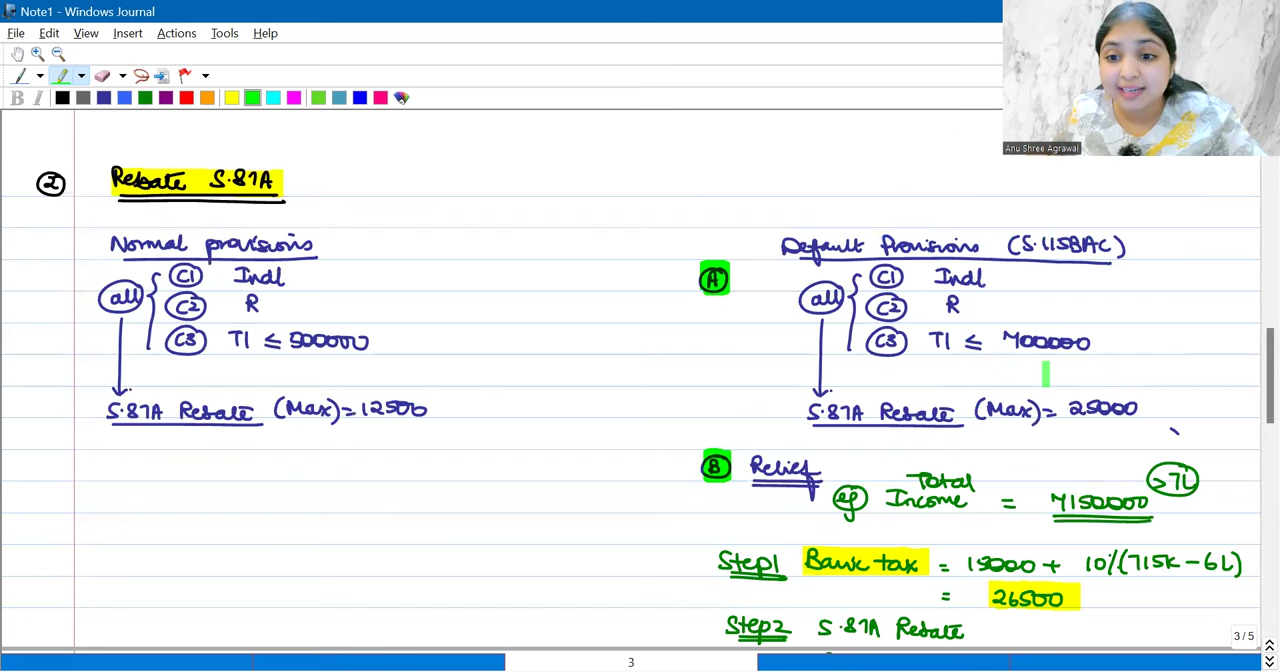 Note1 - Windows Journal
File Edit View Insert Actions Tools Help
B I
Anu Shree Agrawal
2 Rebate S.87A
Normal provisions
all
C1 Indl
C2 R
C3 TI ≤ 500000
S.87A Rebate (Max) = 12500
Default Provisions (S.115BAC)
A
all
C1 Indl
C2 R
C3 TI ≤ 700000
S.87A Rebate (Max) = 25000
B Relief
eg Total Income = 7150000 >7L
Step1 Basic tax = 15000 + 10%(715K - 6L)
= 26500
Step2 S.87A Rebate
3 / 5
3